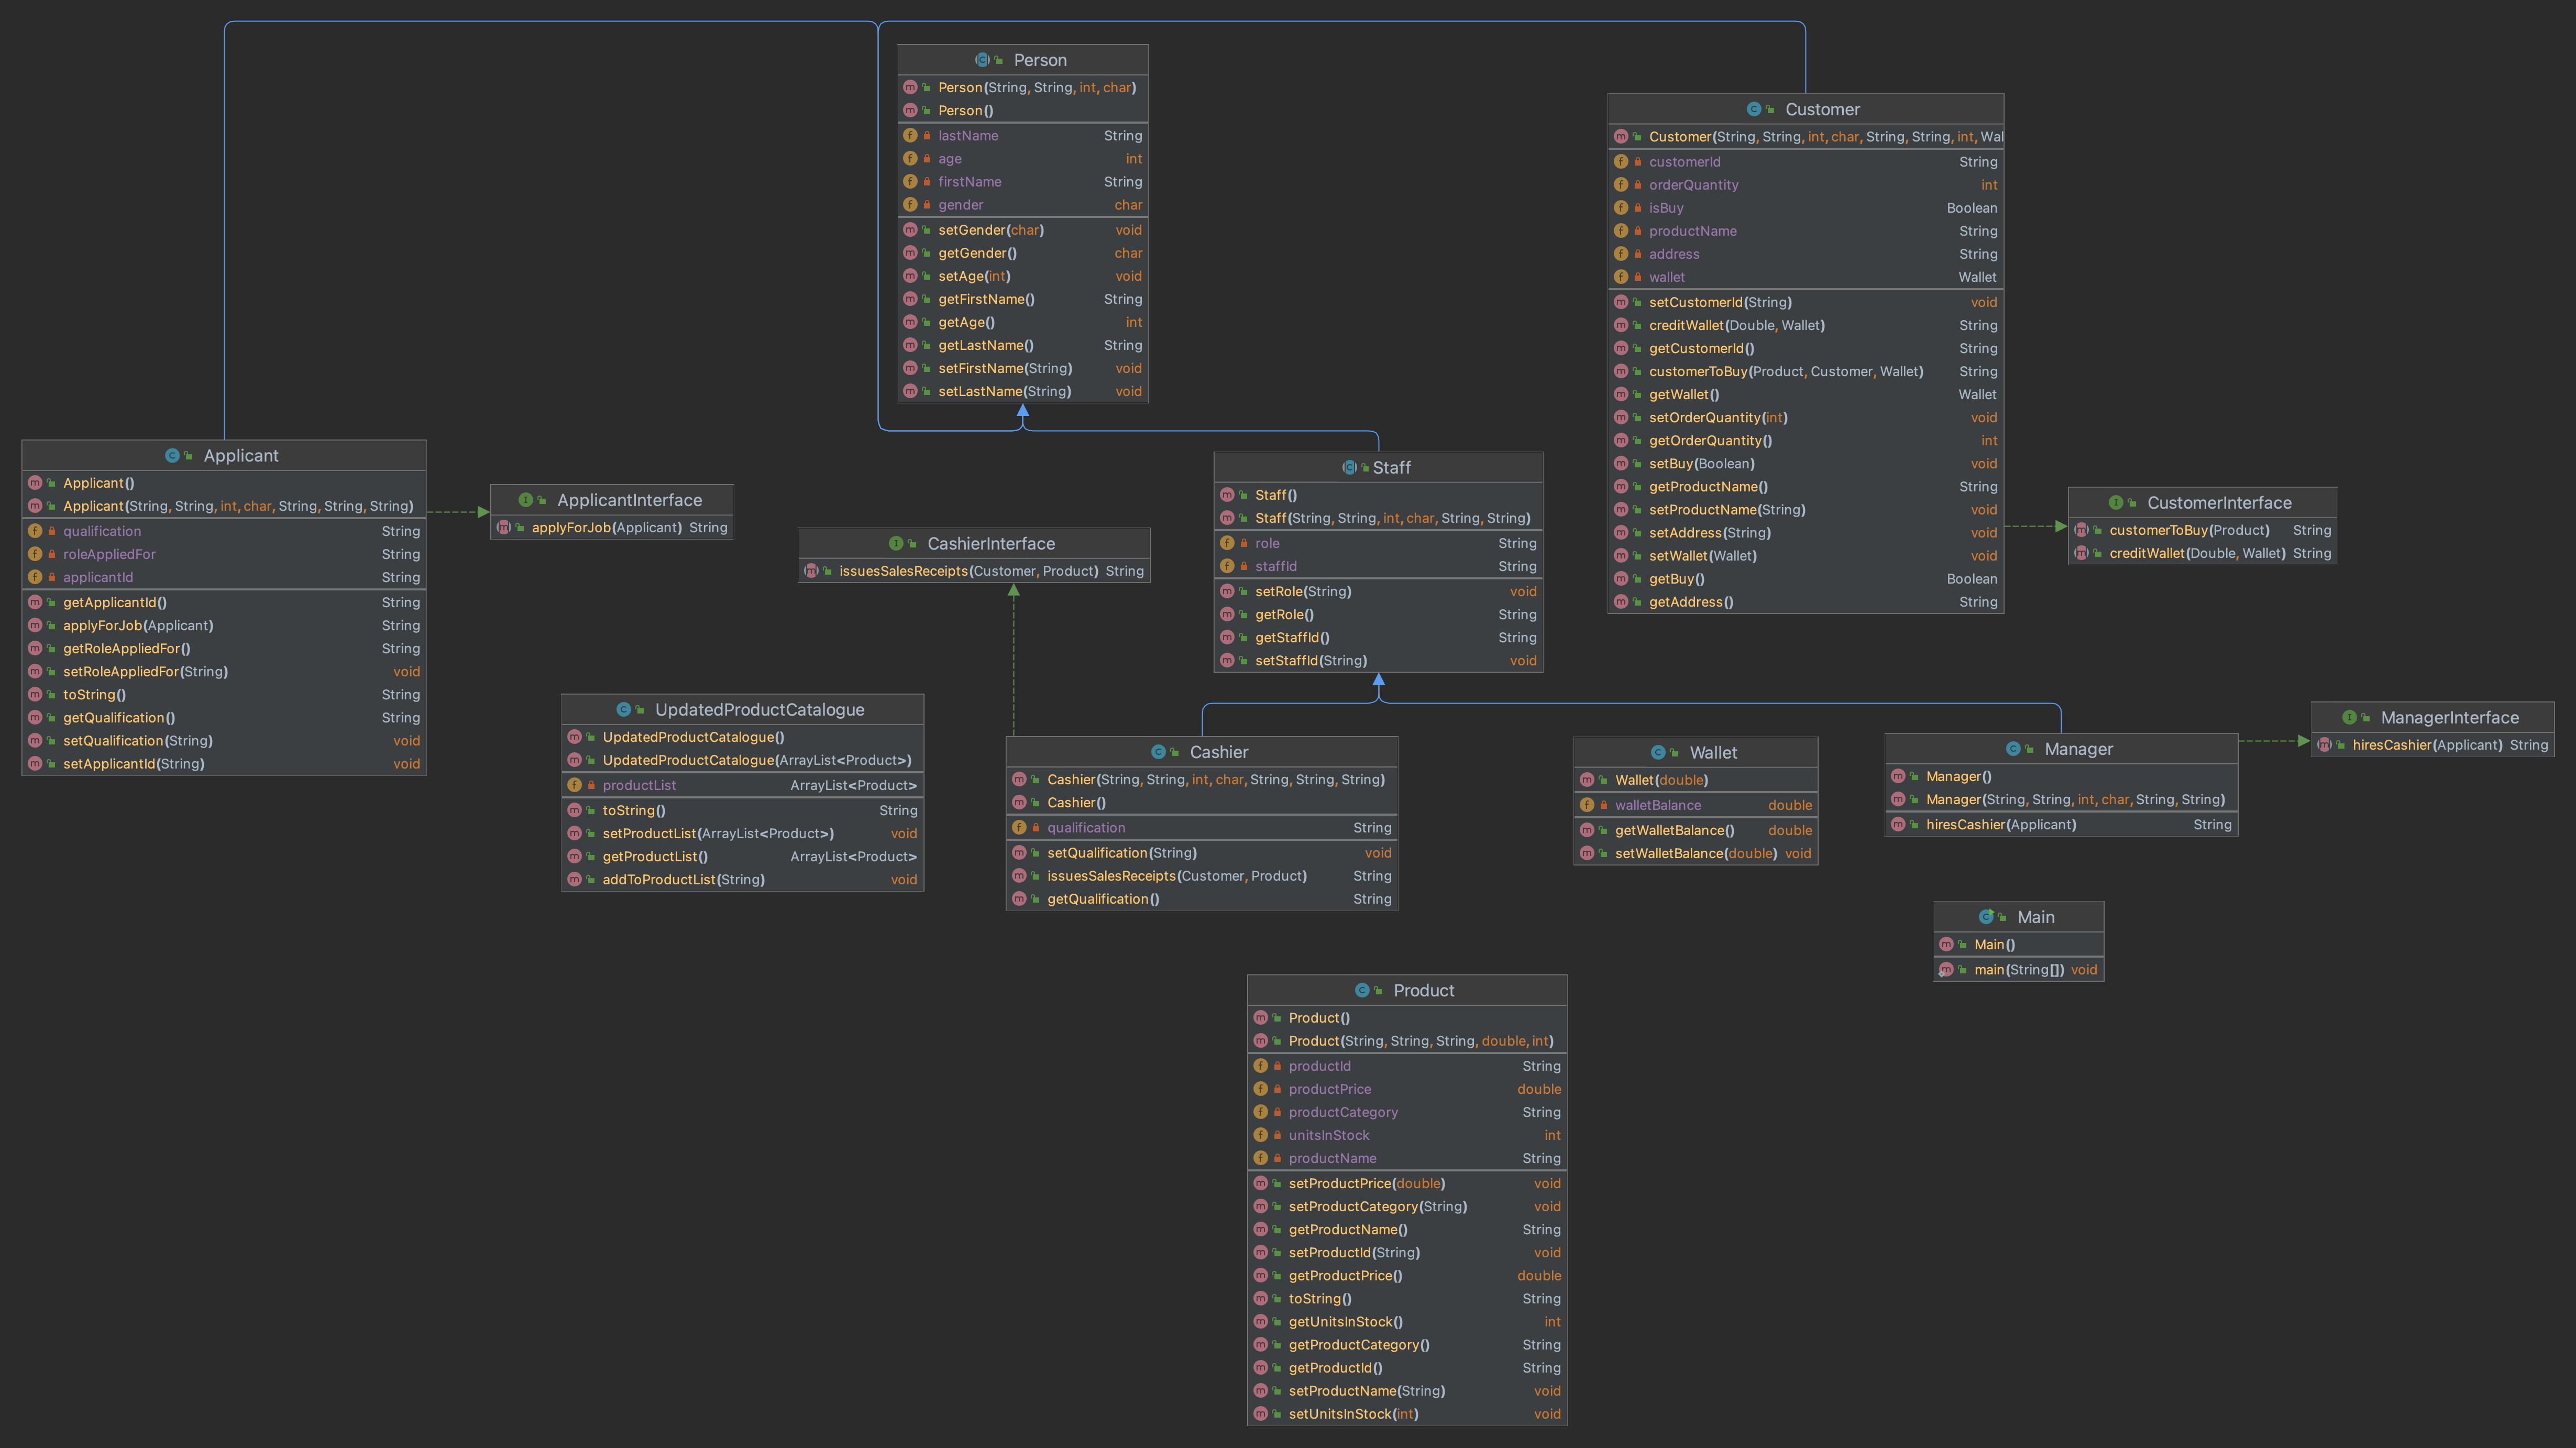 Person
Person(String, String, int, char)
Person()
lastName String
age int
firstName String
gender char
setGender(char) void
getGender() char
setAge(int) void
getFirstName() String
getAge() int
getLastName() String
setFirstName(String) void
setLastName(String) void
Customer
Customer(String, String, int, char, String, String, int, Wal
customerId String
orderQuantity int
isBuy Boolean
productName String
address String
wallet Wallet
setCustomerId(String) void
creditWallet(Double, Wallet) String
getCustomerId() String
customerToBuy(Product, Customer, Wallet) String
getWallet() Wallet
setOrderQuantity(int) void
getOrderQuantity() int
setBuy(Boolean) void
getProductName() String
setProductName(String) void
setAddress(String) void
setWallet(Wallet) void
getBuy() Boolean
getAddress() String
Applicant
Applicant()
Applicant(String, String, int, char, String, String, String)
qualification String
roleAppliedFor String
applicantId String
getApplicantId() String
applyForJob(Applicant) String
getRoleAppliedFor() String
setRoleAppliedFor(String) void
toString() String
getQualification() String
setQualification(String) void
setApplicantId(String) void
ApplicantInterface
applyForJob(Applicant) String
CashierInterface
issuesSalesReceipts(Customer, Product) String
Staff
Staff()
Staff(String, String, int, char, String, String)
role String
staffId String
setRole(String) void
getRole() String
getStaffId() String
setStaffId(String) void
CustomerInterface
customerToBuy(Product) String
creditWallet(Double, Wallet) String
UpdatedProductCatalogue
UpdatedProductCatalogue()
UpdatedProductCatalogue(ArrayList<Product>)
productList ArrayList<Product>
toString() String
setProductList(ArrayList<Product>) void
getProductList() ArrayList<Product>
addToProductList(String) void
Cashier
Cashier(String, String, int, char, String, String, String)
Cashier()
qualification String
setQualification(String) void
issuesSalesReceipts(Customer, Product) String
getQualification() String
Wallet
Wallet(double)
walletBalance double
getWalletBalance() double
setWalletBalance(double) void
Manager
Manager()
Manager(String, String, int, char, String, String)
hiresCashier(Applicant) String
ManagerInterface
hiresCashier(Applicant) String
Main
Main()
main(String[]) void
Product
Product()
Product(String, String, String, double, int)
productId String
productPrice double
productCategory String
unitsInStock int
productName String
setProductPrice(double) void
setProductCategory(String) void
getProductName() String
setProductId(String) void
getProductPrice() double
toString() String
getUnitsInStock() int
getProductCategory() String
getProductId() String
setProductName(String) void
setUnitsInStock(int) void